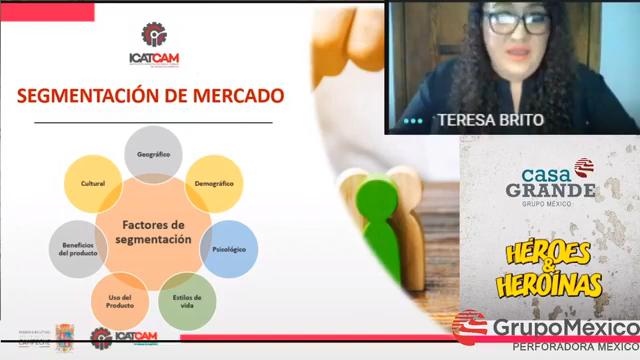 ICATCAM
SEGMENTACIÓN DE MERCADO
Geográfico
Cultural
Demográfico
Factores de
segmentación
Beneficios
del producto
Psicológico
Uso del
Producto
Estilos de
vida
ICATCAM
TERESA BRITO
casa
GRANDE
GRUPO MÉXICO
HÉROES
&
HEROÍNAS
GrupoMéxico
PERFORADORA MÉXICO